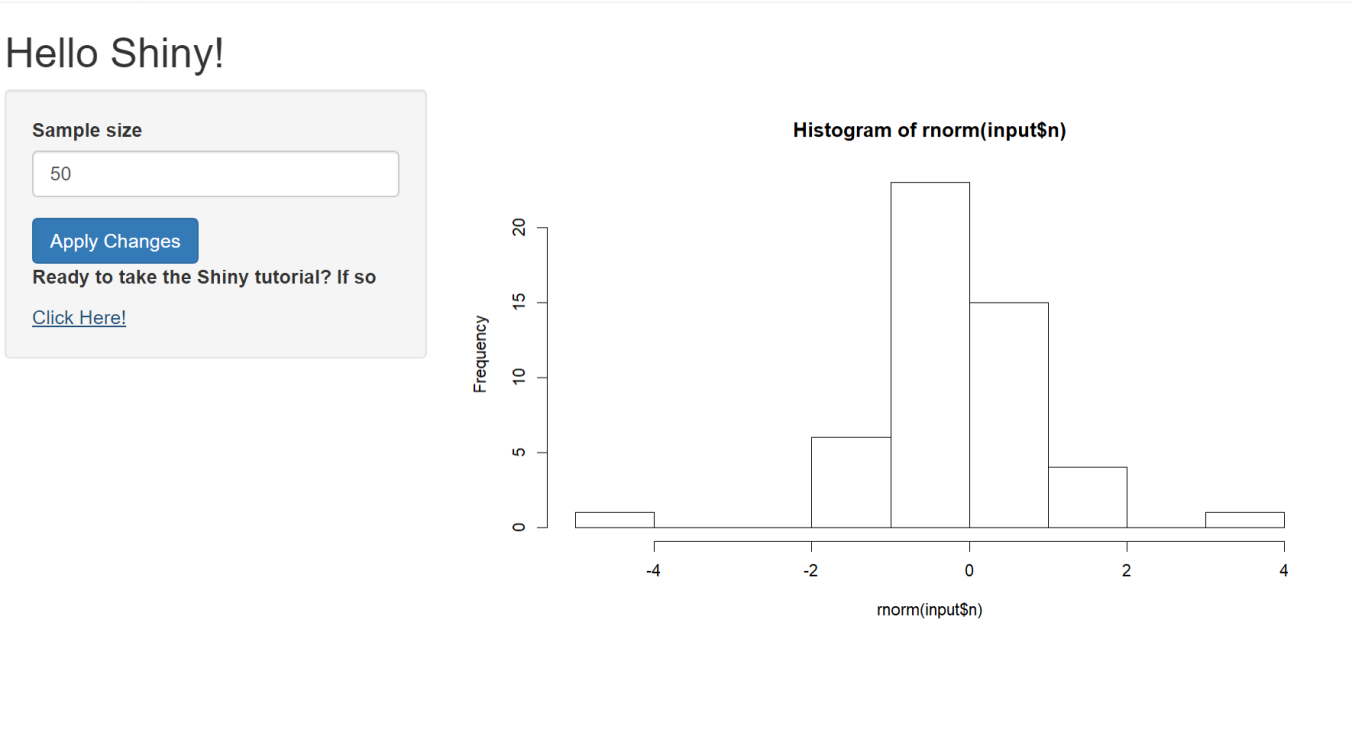 Hello Shiny!
Sample size
50
Apply Changes
Ready to take the Shiny tutorial? If so
Click Here!
Histogram of rnorm(input$n)
Frequency
20
15
10
5
0
-4 -2 0 2 4
rnorm(input$n)